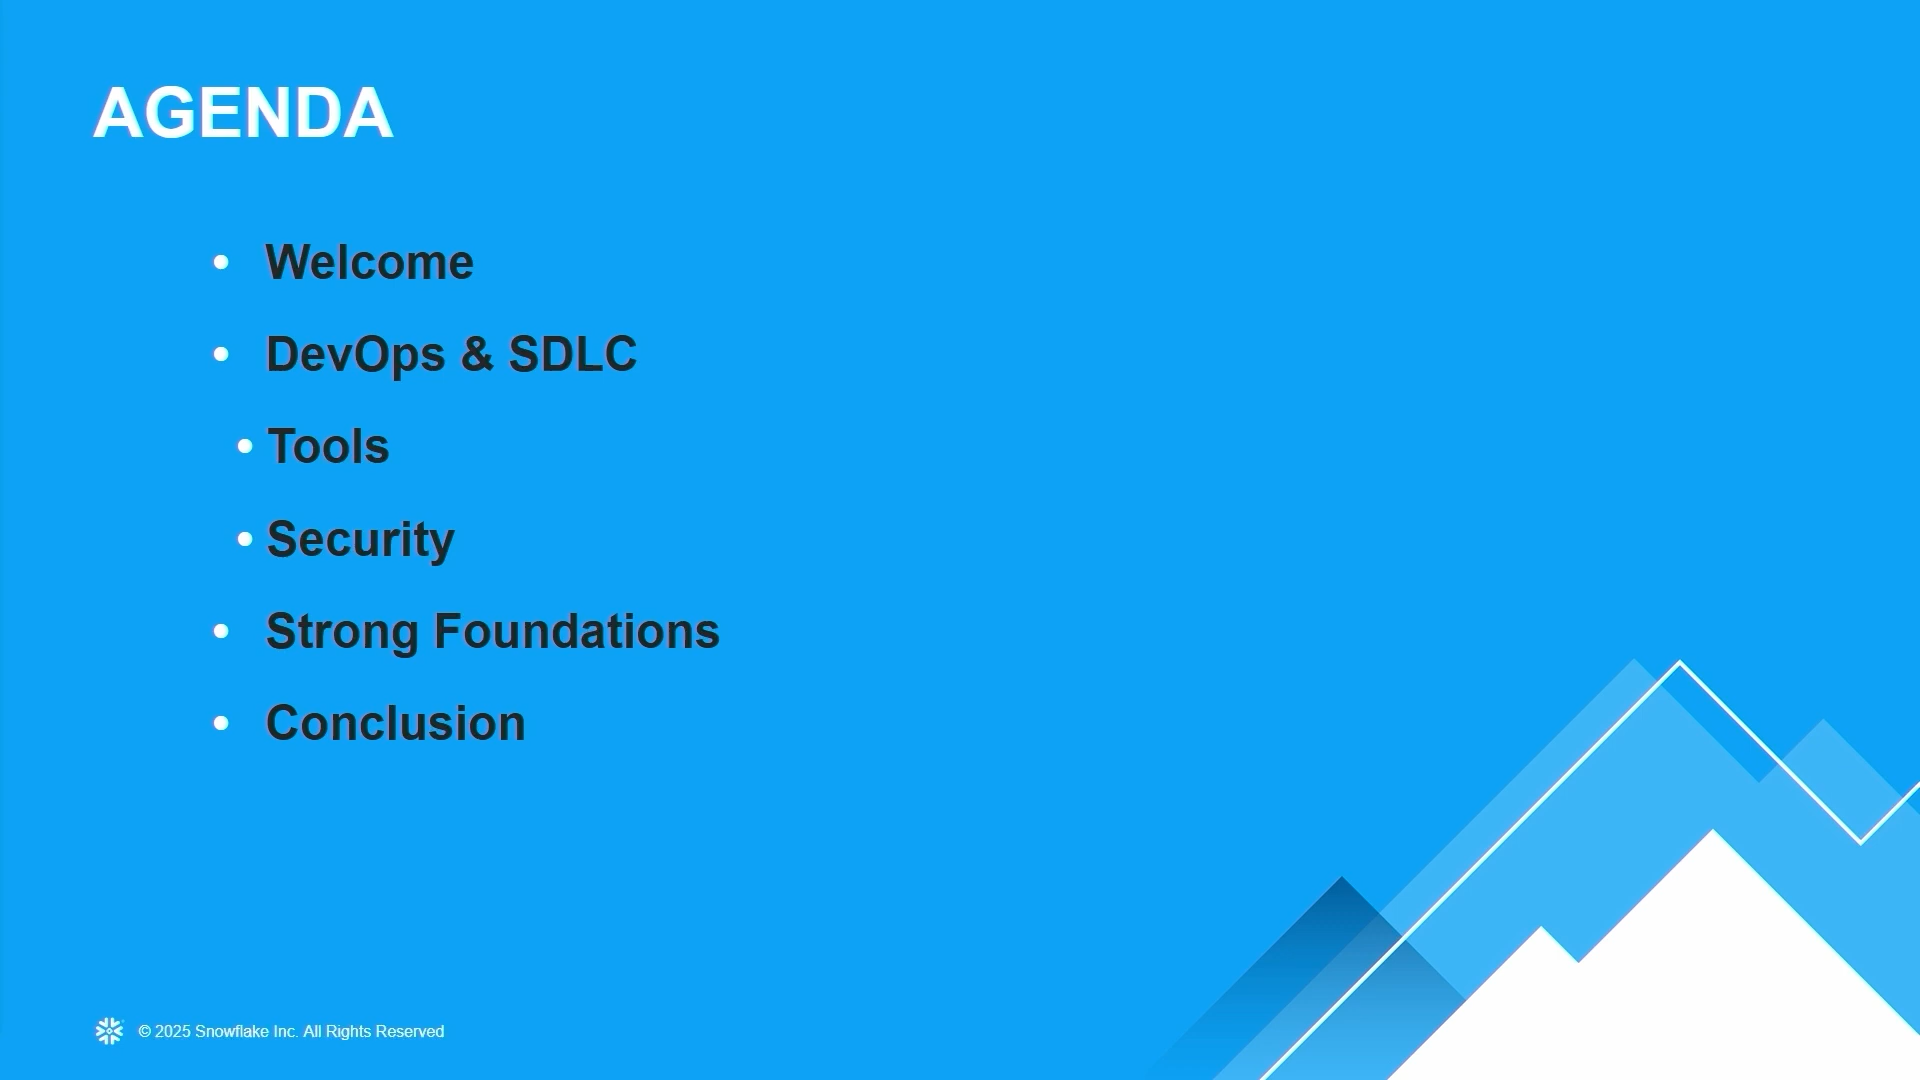 AGENDA
• Welcome
• DevOps & SDLC
• Tools
• Security
• Strong Foundations
• Conclusion
© 2025 Snowflake Inc. All Rights Reserved